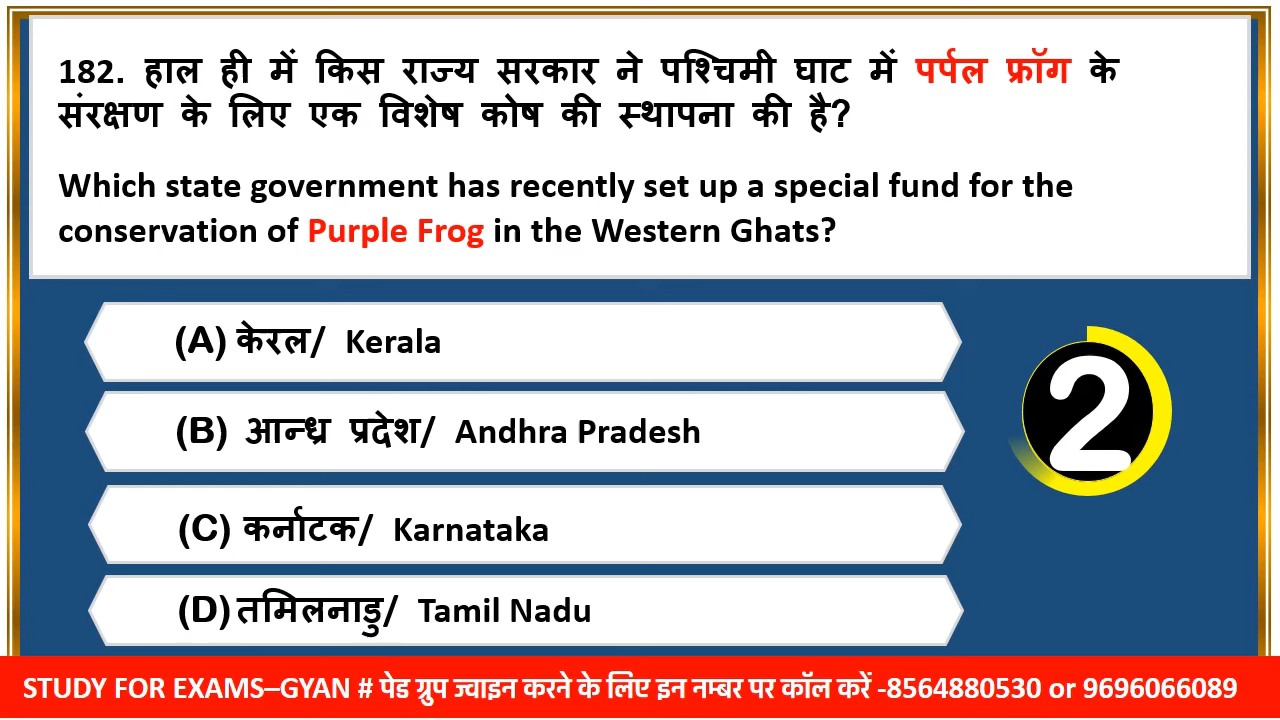 182. हाल ही में किस राज्य सरकार ने पश्चिमी घाट में पर्पल फ्रॉग के
संरक्षण के लिए एक विशेष कोष की स्थापना की है?
Which state government has recently set up a special fund for the
conservation of Purple Frog in the Western Ghats?
(A) केरल/ Kerala
(B) आन्ध्र प्रदेश/ Andhra Pradesh
2
(C) कर्नाटक/ Karnataka
(D) तमिलनाडु/ Tamil Nadu
STUDY FOR EXAMS–GYAN # पेड ग्रुप ज्वाइन करने के लिए इन नम्बर पर कॉल करें -8564880530 or 9696066089